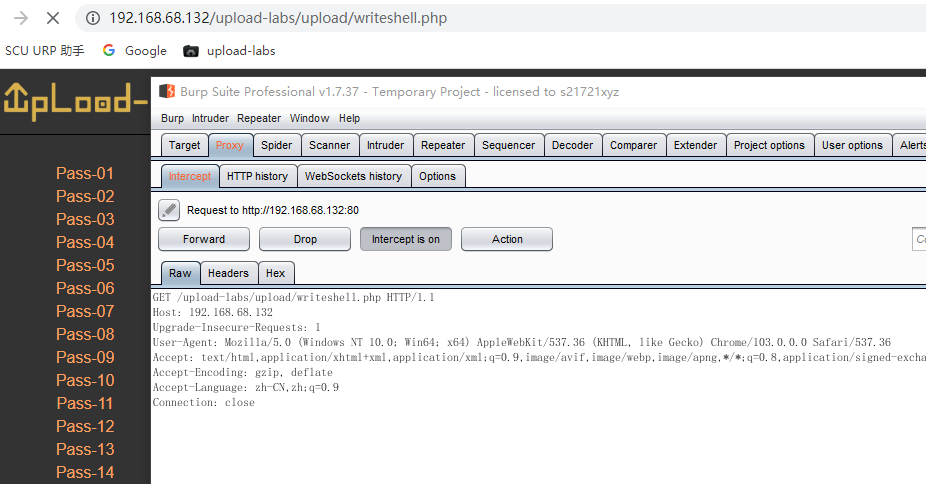 192.168.68.132/upload-labs/upload/writeshell.php
SCU URP 助手 Google upload-labs
UpLoad-
Burp Suite Professional v1.7.37 - Temporary Project - licensed to s21721xyz
Burp Intruder Repeater Window Help
Target Proxy Spider Scanner Intruder Repeater Sequencer Decoder Comparer Extender Project options User options Alerts
Intercept HTTP history WebSockets history Options
Request to http://192.168.68.132:80
Forward Drop Intercept is on Action
Raw Headers Hex
GET /upload-labs/upload/writeshell.php HTTP/1.1
Host: 192.168.68.132
Upgrade-Insecure-Requests: 1
User-Agent: Mozilla/5.0 (Windows NT 10.0; Win64; x64) AppleWebKit/537.36 (KHTML, like Gecko) Chrome/103.0.0.0 Safari/537.36
Accept: text/html,application/xhtml+xml,application/xml;q=0.9,image/avif,image/webp,image/apng,*/*;q=0.8,application/signed-excha
Accept-Encoding: gzip, deflate
Accept-Language: zh-CN,zh;q=0.9
Connection: close
Pass-01
Pass-02
Pass-03
Pass-04
Pass-05
Pass-06
Pass-07
Pass-08
Pass-09
Pass-10
Pass-11
Pass-12
Pass-13
Pass-14